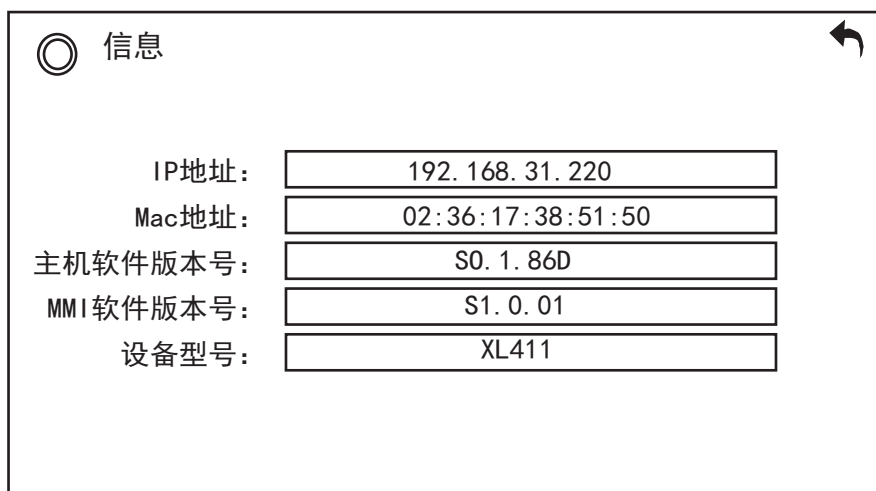 信息
IP地址： 192.168.31.220
Mac地址： 02:36:17:38:51:50
主机软件版本号： S0.1.86D
MMI软件版本号： S1.0.01
设备型号： XL411